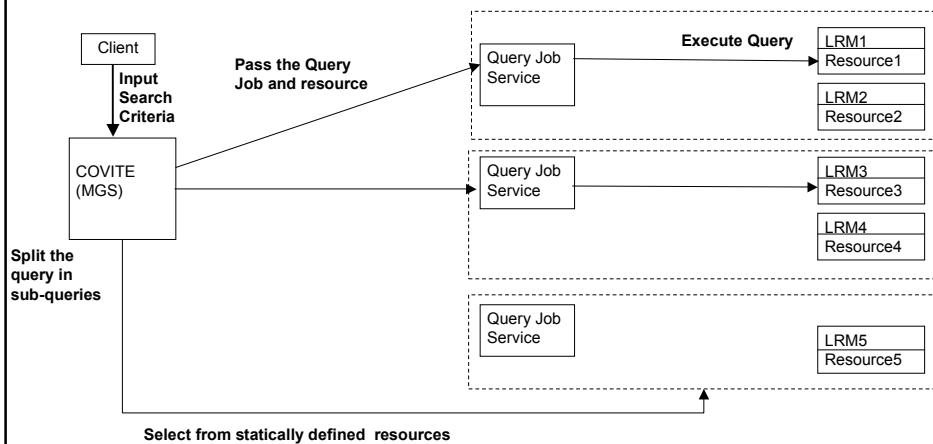 Client
Input
Search
Criteria
COVITE
(MGS)
Split the
query in
sub-queries
Pass the Query
Job and resource
Query Job
Service
Execute Query
LRM1
Resource1
LRM2
Resource2
Query Job
Service
LRM3
Resource3
LRM4
Resource4
Query Job
Service
LRM5
Resource5
Select from statically defined resources